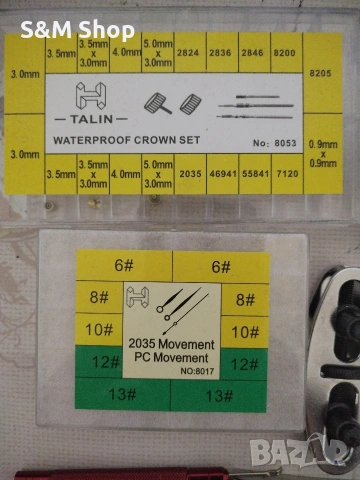 S&M Shop
3.0mm 3.5mm 3.5mm x 3.0mm 4.0mm 5.0mm x 3.0mm 2824 2836 2846 8200 8205
TALIN
WATERPROOF CROWN SET No: 8053
3.0mm 3.5mm 3.5mm x 3.0mm 4.0mm 5.0mm x 3.0mm 2035 46941 55841 7120 0.9mm x 0.9mm
6# 6#
8# 8#
10# 10#
12# 12#
13# 13#
2035 Movement
PC Movement
NO:8017
BAZAR
bg